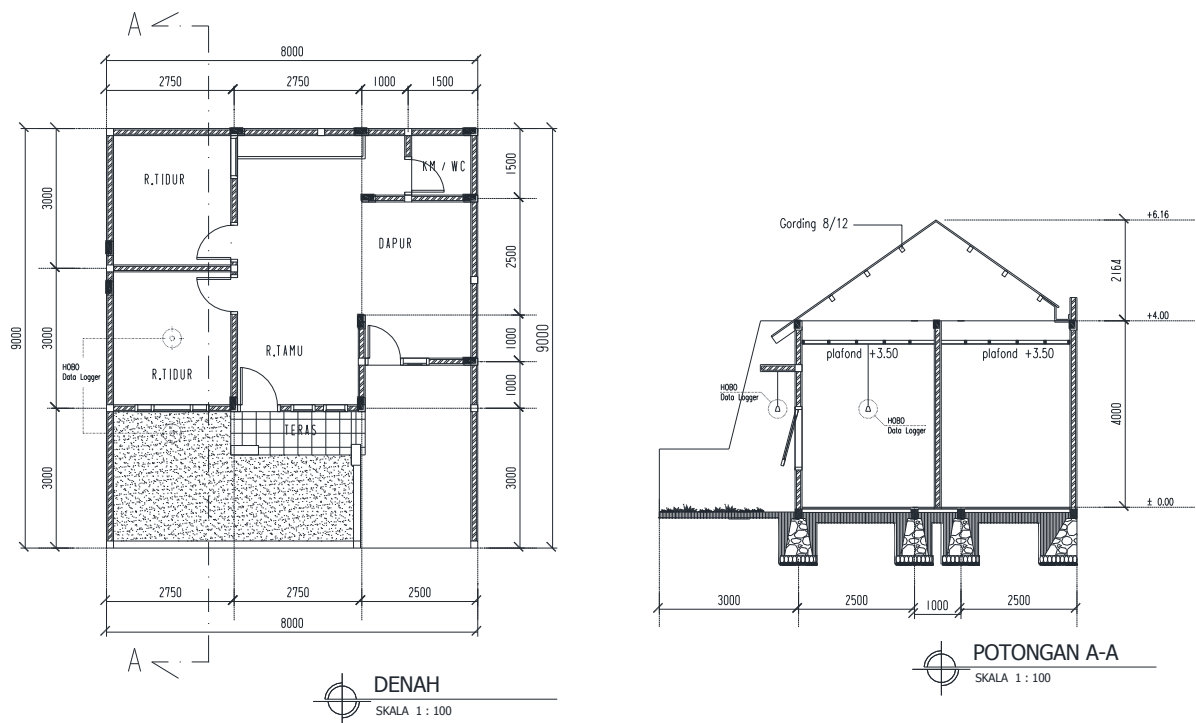 A
8000
2750
2750
1000
1500
9000
3000
3000
3000
1500
2500
1000
1000
3000
9000
R.TIDUR
KM / WC
DAPUR
R.TAMU
R.TIDUR
HOBO
Data Logger
TERAS
2750
2750
2500
8000
A
DENAH
SKALA 1 : 100
Gording 8/12
+6.16
2164
+4.00
plafond +3.50
plafond +3.50
HOBO
Data Logger
HOBO
Data Logger
4000
± 0.00
3000
2500
1000
2500
POTONGAN A-A
SKALA 1 : 100